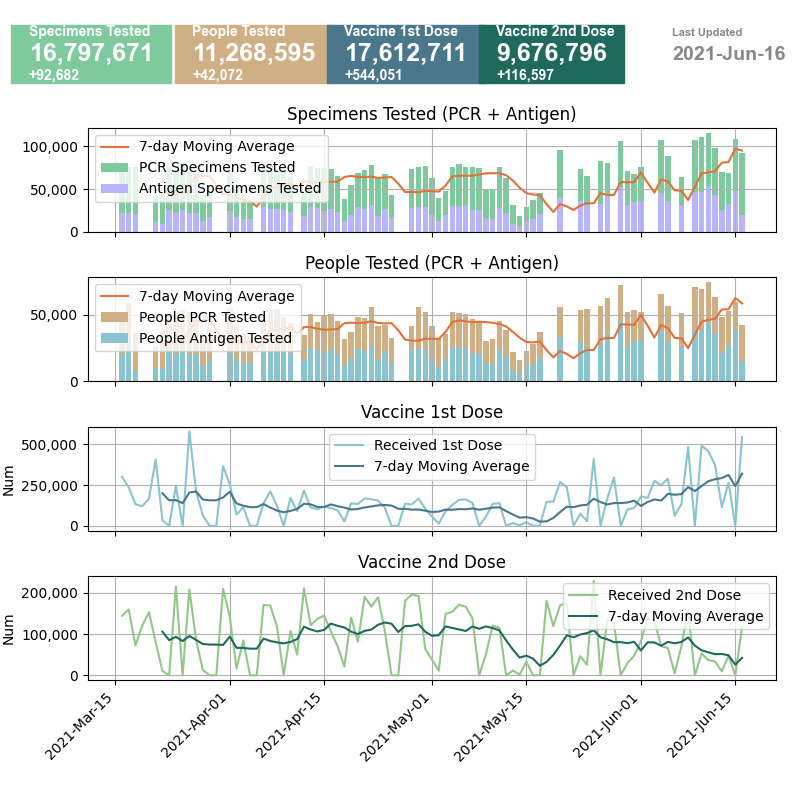 Specimens Tested
16,797,671
+92,682
People Tested
11,268,595
+42,072
Vaccine 1st Dose
17,612,711
+544,051
Vaccine 2nd Dose
9,676,796
+116,597
Last Updated
2021-Jun-16
Specimens Tested (PCR + Antigen)
100,000
50,000
0
7-day Moving Average
PCR Specimens Tested
Antigen Specimens Tested
People Tested (PCR + Antigen)
50,000
0
7-day Moving Average
People PCR Tested
People Antigen Tested
Vaccine 1st Dose
Num
500,000
250,000
0
Received 1st Dose
7-day Moving Average
Vaccine 2nd Dose
Num
200,000
100,000
0
Received 2nd Dose
7-day Moving Average
2021-Mar-15
2021-Apr-01
2021-Apr-15
2021-May-01
2021-May-15
2021-Jun-01
2021-Jun-15